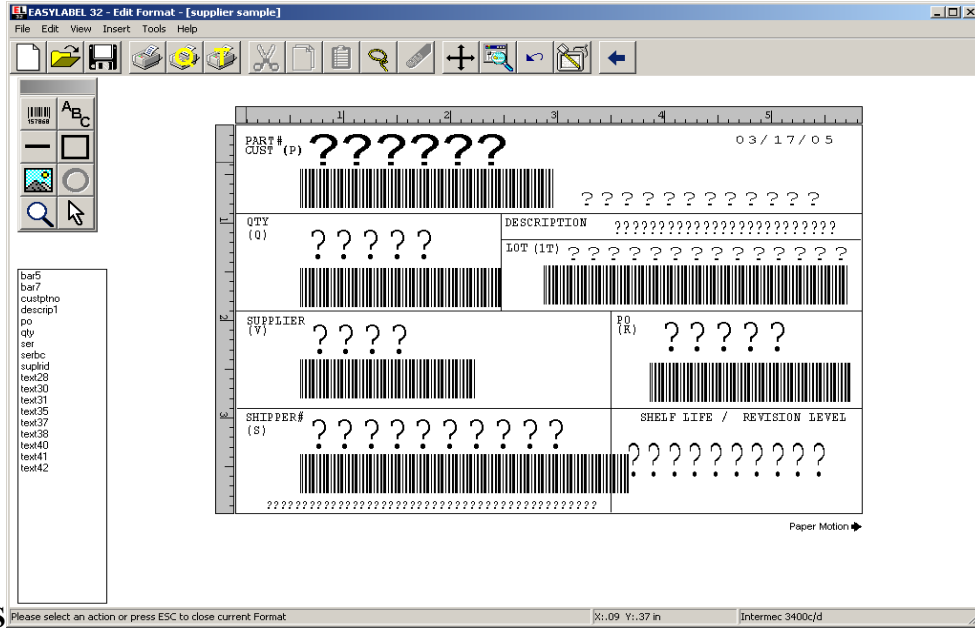 EASYLABEL 32 - Edit Format - [supplier sample]
File Edit View Insert Tools Help
157868
ABC
1 2 3 4 5
PART#
CUST (P) ??????
03/17/05
????????????
1
QTY
(Q) ?????
DESCRIPTION ????????????????????????
LOT (1T) ??????????????
2
SUPPLIER
(V) ????
PO
(K) ?????
3
SHIPPER#
(S) ??????????
SHELF LIFE / REVISION LEVEL
??????????
??????????????????????????????????????????????
Paper Motion
bar5
bar7
custptno
descrip1
po
qty
ser
serbc
suplrid
text28
text30
text31
text35
text37
text38
text40
text41
text42
S
Please select an action or press ESC to close current Format
X:.09 Y:.37 in
Intermec 3400c/d